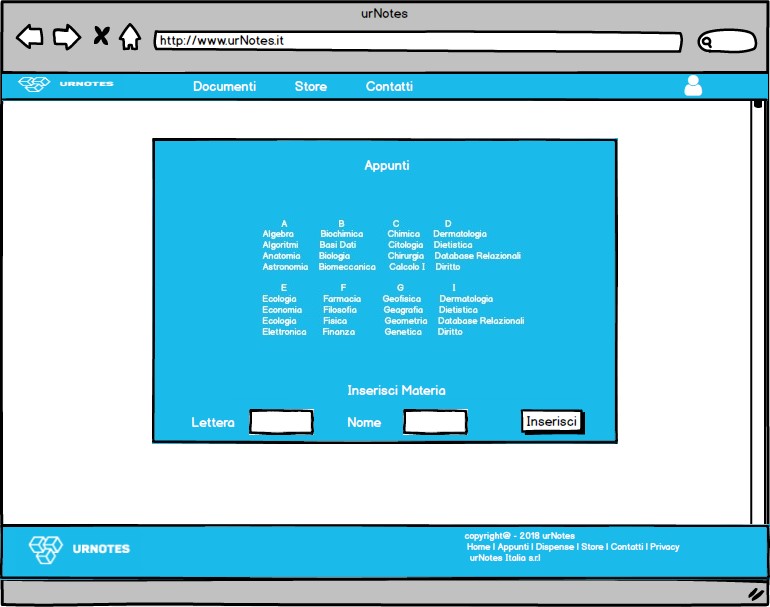 urNotes
http://www.urNotes.it
URNOTES Documenti Store Contatti
Appunti
A B C D
Algebra Biochimica Chimica Dermatologia
Algoritmi Basi Dati Citologia Dietistica
Anatomia Biologia Chirurgia Database Relazionali
Astronomia Biomeccanica Calcolo I Diritto
E F G I
Ecologia Farmacia Geofisica Dermatologia
Economia Filosofia Geografia Dietistica
Ecologia Fisica Geometria Database Relazionali
Elettronica Finanza Genetica Diritto
Inserisci Materia
Lettera Nome Inserisci
URNOTES
copyright@ - 2018 urNotes
Home | Appunti | Dispense | Store | Contatti | Privacy
urNotes Italia s.r.l